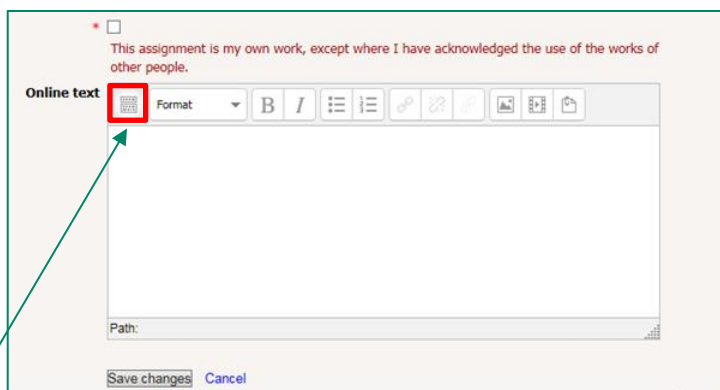 *
This assignment is my own work, except where I have acknowledged the use of the works of
other people.
Online text
Format
B I
Path:
Save changes Cancel